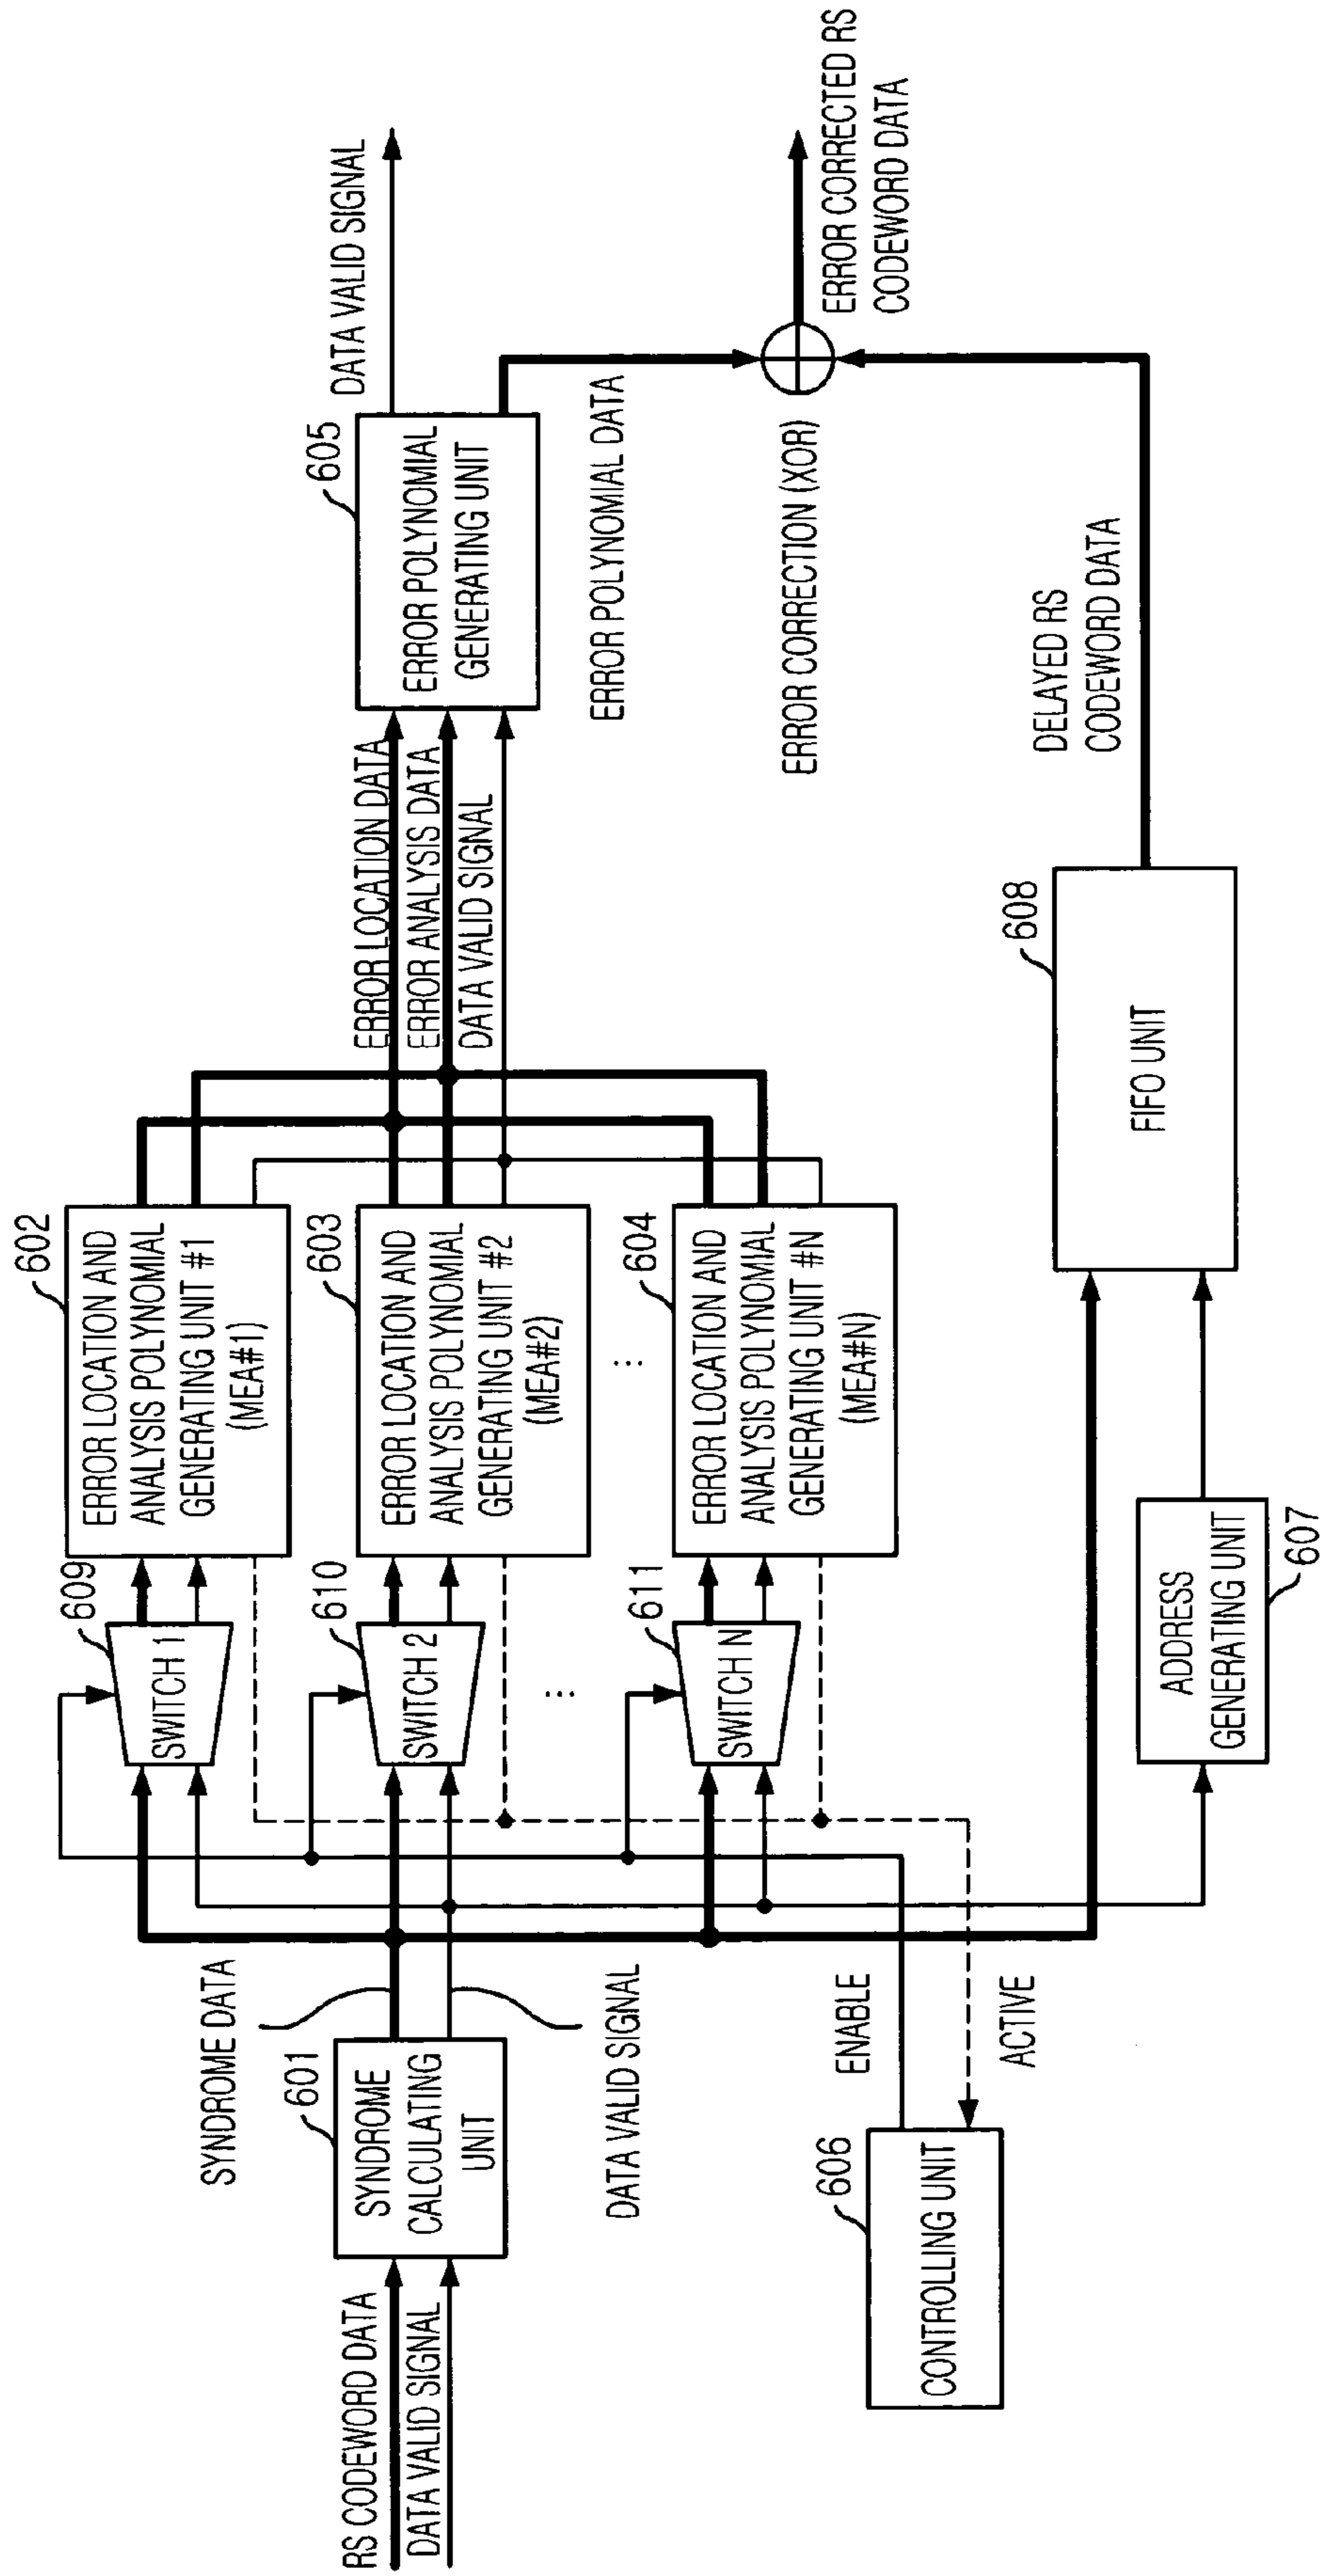 RS CODEWORD DATA
DATA VALID SIGNAL
601
SYNDROME
CALCULATING
UNIT
SYNDROME DATA
DATA VALID SIGNAL
606
CONTROLLING UNIT
ENABLE
ACTIVE
609
SWITCH 1
610
SWITCH 2
...
611
SWITCH N
602
ERROR LOCATION AND
ANALYSIS POLYNOMIAL
GENERATING UNIT #1
(MEA#1)
603
ERROR LOCATION AND
ANALYSIS POLYNOMIAL
GENERATING UNIT #2
(MEA#2)
...
604
ERROR LOCATION AND
ANALYSIS POLYNOMIAL
GENERATING UNIT #N
(MEA#N)
ADDRESS
GENERATING UNIT
607
608
FIFO UNIT
ERROR LOCATION DATA
ERROR ANALYSIS DATA
DATA VALID SIGNAL
605
ERROR POLYNOMIAL
GENERATING UNIT
DATA VALID SIGNAL
ERROR POLYNOMIAL DATA
ERROR CORRECTION (XOR)
DELAYED RS
CODEWORD DATA
ERROR CORRECTED RS
CODEWORD DATA